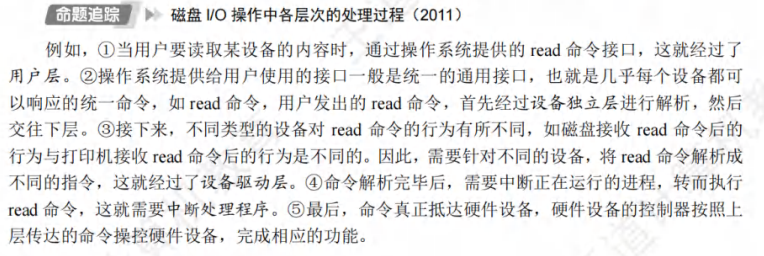 命题追踪 磁盘 I/O 操作中各层次的处理过程（2011）
例如，①当用户要读取某设备的内容时，通过操作系统提供的 read 命令接口，这就经过了
用户层。②操作系统提供给用户使用的接口一般是统一的通用接口，也就是几乎每个设备都可
以响应的统一命令，如 read 命令，用户发出的 read 命令，首先经过设备独立层进行解析，然后
交往下层。③接下来，不同类型的设备对 read 命令的行为有所不同，如磁盘接收 read 命令后的
行为与打印机接收 read 命令后的行为是不同的。因此，需要针对不同的设备，将 read 命令解析成
不同的指令，这就经过了设备驱动层。④命令解析完毕后，需要中断正在运行的进程，转而执行
read 命令，这就需要中断处理程序。⑤最后，命令真正抵达硬件设备，硬件设备的控制器按照上
层传达的命令操控硬件设备，完成相应的功能。